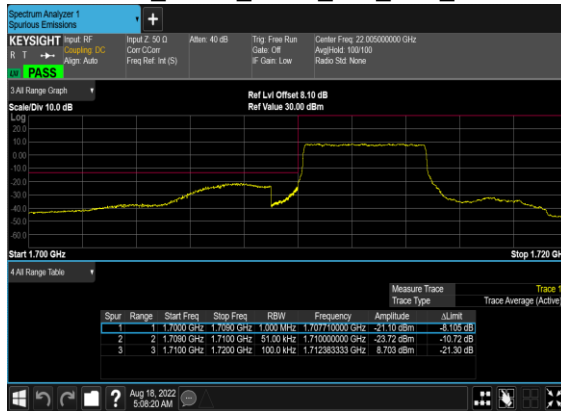 Spectrum Analyzer 1
Spurious Emissions
+
KEYSIGHT Input: RF Input Z: 50 Ω Atten: 40 dB Trig: Free Run Center Freq: 22.005000000 GHz
R T Coupling: DC Corr CCorr Gate: Off Avg|Hold: 100/100
Align: Auto Freq Ref: Int (S) IF Gain: Low Radio Std: None
PASS
3 All Range Graph
Ref Lvl Offset 8.10 dB
Scale/Div 10.0 dB Ref Value 30.00 dBm
Log
20.0
10.0
0.00
-10.0
-20.0
-30.0
-40.0
-50.0
-60.0
Start 1.700 GHz Stop 1.720 GH
4 All Range Table
Measure Trace Trace 1
Trace Type Trace Average (Active)
Spur Range Start Freq Stop Freq RBW Frequency Amplitude ΔLimit
1 1 1.7000 GHz 1.7090 GHz 1.000 MHz 1.707710000 GHz -21.10 dBm -8.105 dB
2 2 1.7090 GHz 1.7100 GHz 51.00 kHz 1.710000000 GHz -23.72 dBm -10.72 dB
3 3 1.7100 GHz 1.7200 GHz 100.0 kHz 1.712383333 GHz 8.703 dBm -21.30 dB
? Aug 18, 2022
5:08:20 AM